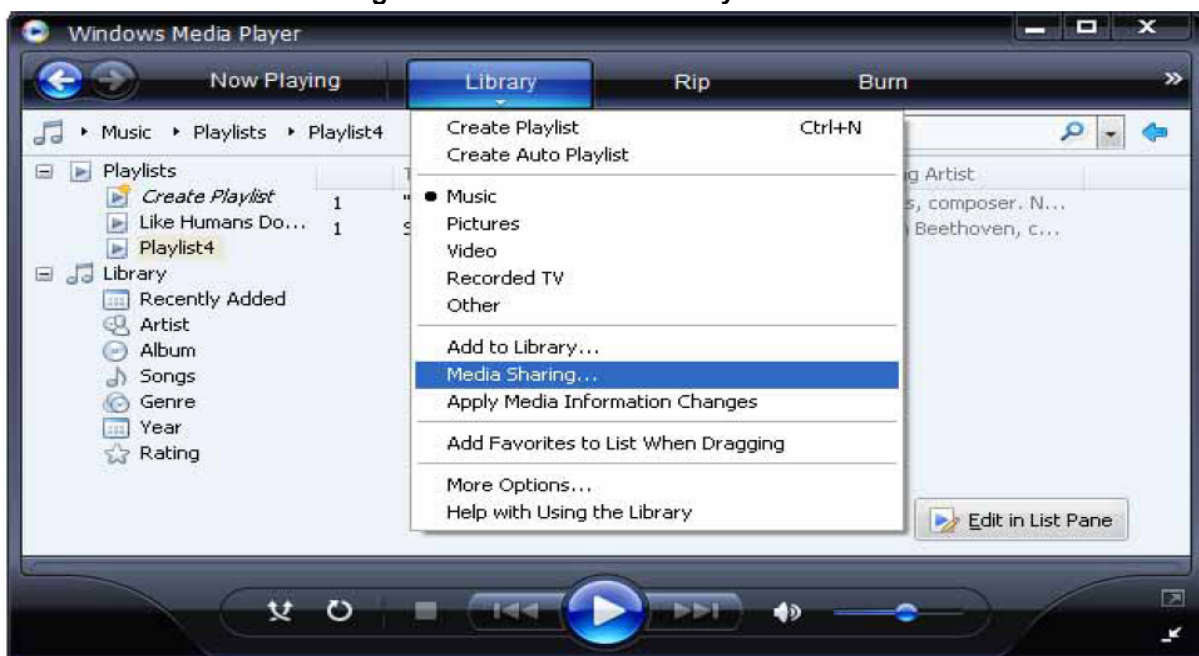 Windows Media Player
Now Playing Library Rip Burn »
Music Playlists Playlist4
Create Playlist Ctrl+N
Create Auto Playlist
Music
Pictures
Video
Recorded TV
Other
Add to Library...
Media Sharing...
Apply Media Information Changes
Add Favorites to List When Dragging
More Options...
Help with Using the Library
Playlists
Create Playlist
Like Humans Do...
Playlist4
Library
Recently Added
Artist
Album
Songs
Genre
Year
Rating
1
1
Artist
composer. N...
Beethoven, c...
Edit in List Pane